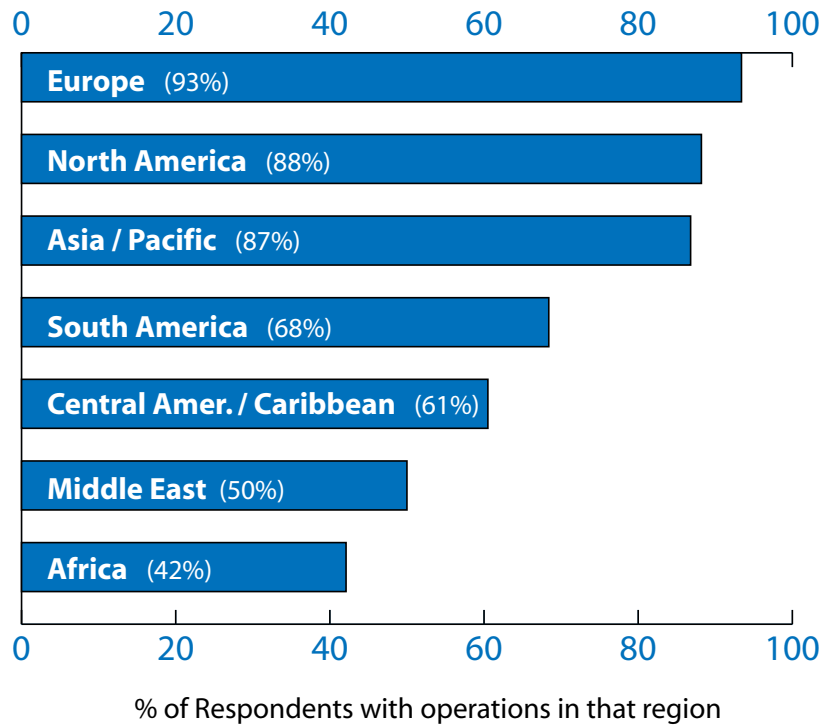 0 20 40 60 80 100
Europe (93%)
North America (88%)
Asia / Pacific (87%)
South America (68%)
Central Amer. / Caribbean (61%)
Middle East (50%)
Africa (42%)
0 20 40 60 80 100
% of Respondents with operations in that region